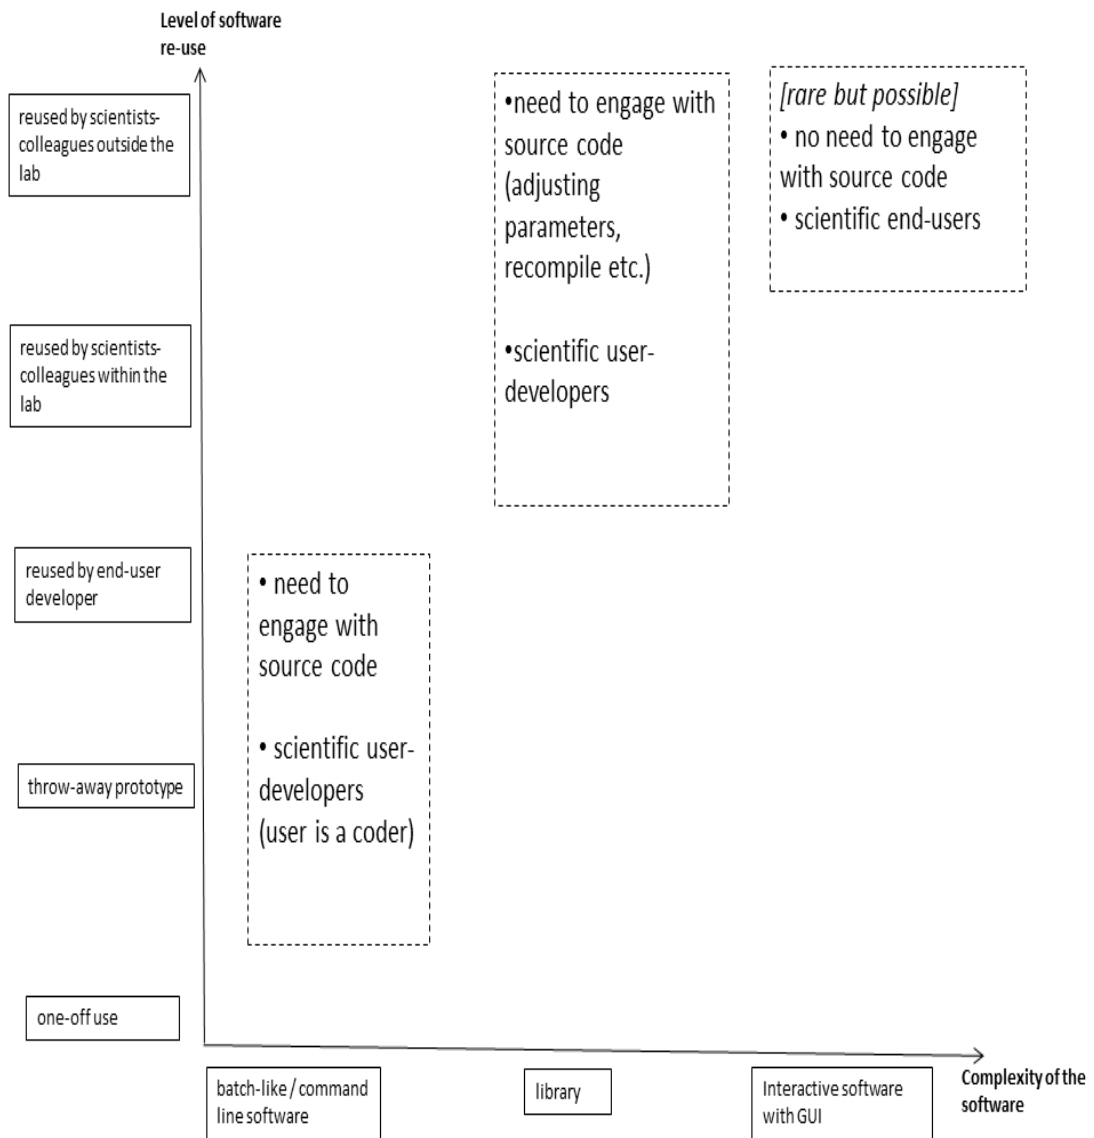 Level of software
re-use
reused by scientists-
colleagues outside the
lab
reused by scientists-
colleagues within the
lab
reused by end-user
developer
throw-away prototype
one-off use
•need to engage with
source code
(adjusting
parameters,
recompile etc.)
•scientific user-
developers
[rare but possible]
• no need to engage
with source code
• scientific end-users
• need to
engage with
source code
• scientific user-
developers
(user is a coder)
batch-like / command
line software
library
Interactive software
with GUI
Complexity of the
software